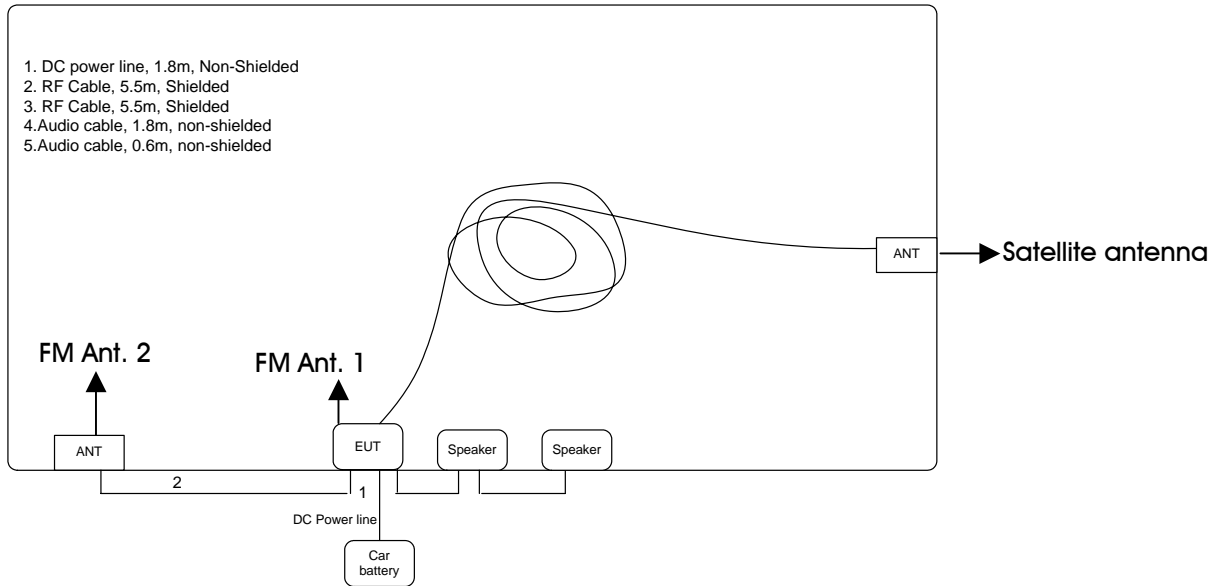 1. DC power line, 1.8m, Non-Shielded
2. RF Cable, 5.5m, Shielded
3. RF Cable, 5.5m, Shielded
4.Audio cable, 1.8m, non-shielded
5.Audio cable, 0.6m, non-shielded
ANT
Satellite antenna
FM Ant. 2
FM Ant. 1
ANT
EUT
Speaker
Speaker
2
1
DC Power line
Car
battery